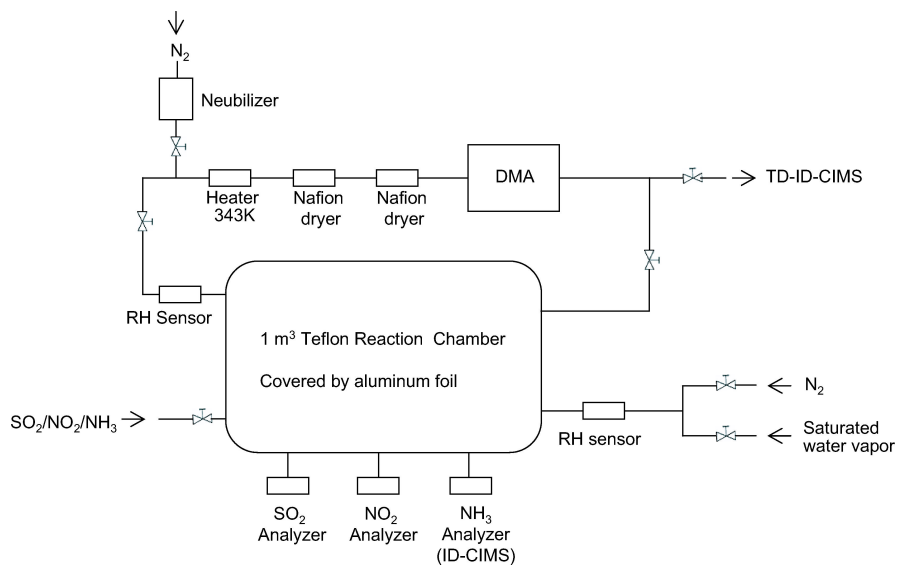 N₂
Neubilizer
DMA
TD-ID-CIMS
Heater
343K
Nafion
dryer
Nafion
dryer
RH Sensor
1 m³ Teflon Reaction Chamber
Covered by aluminum foil
N₂
SO₂/NO₂/NH₃
RH sensor
Saturated
water vapor
SO₂
Analyzer
NO₂
Analyzer
NH₃
Analyzer
(ID-CIMS)